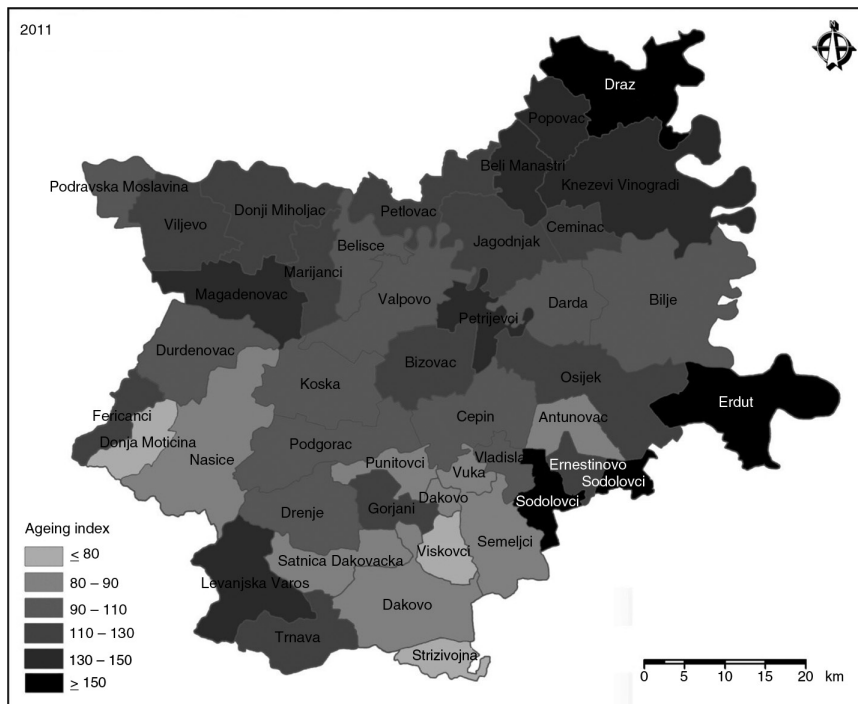 2011
Draz
Popovac
Beli Manastri
Knezevi Vinogradi
Podravska Moslavina
Donji Miholjac
Petlovac
Viljevo
Ceminac
Jagodnjak
Belisce
Marijanci
Magadenovac
Valpovo
Darda
Bilje
Petrijevci
Durdenovac
Bizovac
Osijek
Koska
Erdut
Fericanci
Cepin
Antunovac
Donja Moticina
Podgorac
Nasice
Punitovci
Vladisla
Ernestinovo
Vuka
Sodolovci
Dakovo
Sodolovci
Gorjani
Drenje
Semeljci
Viskovci
Satnica Dakovacka
Levanjska Varos
Dakovo
Trnava
Strizivojna
Ageing index
≤ 80
80 – 90
90 – 110
110 – 130
130 – 150
≥ 150
0 5 10 15 20 km